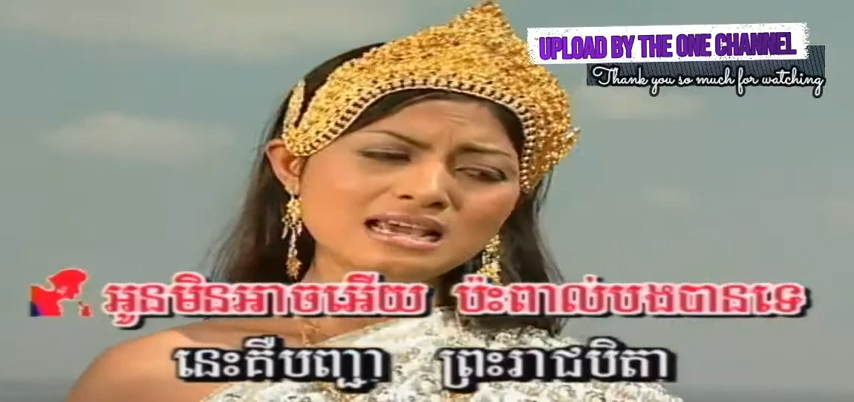 UPLOAD BY THE ONE CHANNEL
Thank you so much for watching
អូនមិនអាចអើយ ប៉ះពាល់បងបានទេ
នេះគឺបញ្ជា ព្រះរាជបិតា